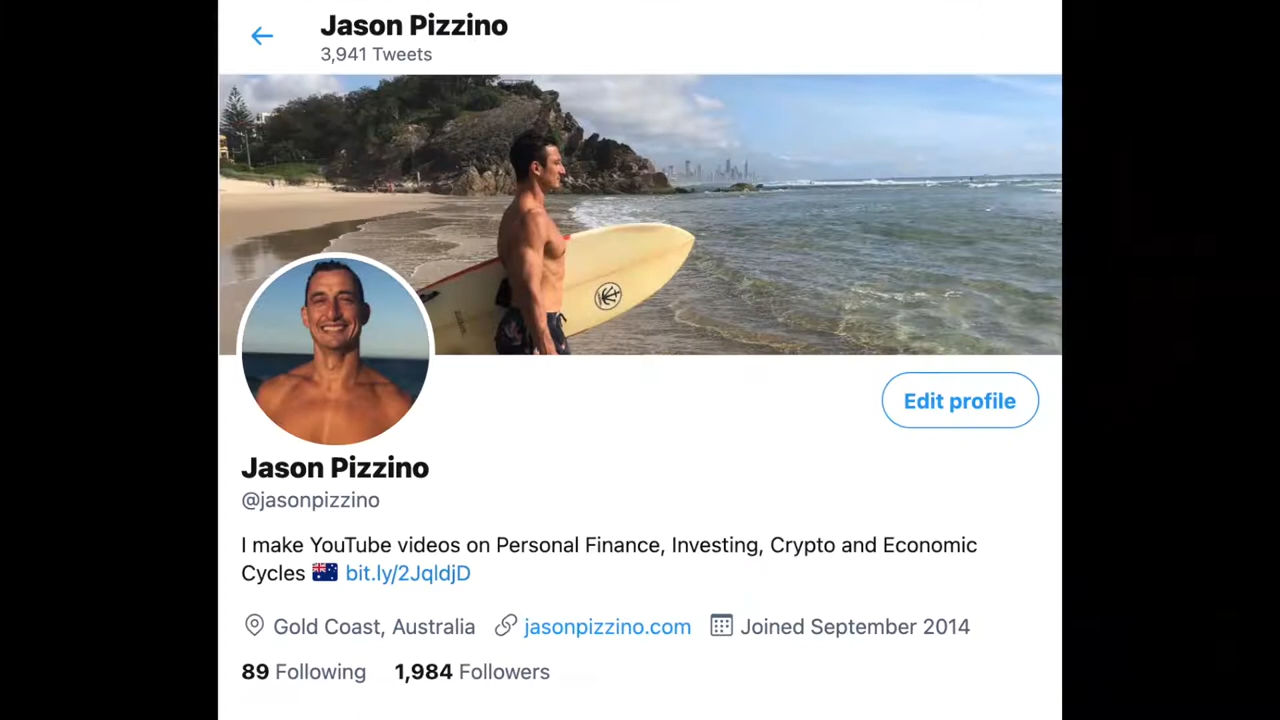 Jason Pizzino
3,941 Tweets
Edit profile
Jason Pizzino
@jasonpizzino
I make YouTube videos on Personal Finance, Investing, Crypto and Economic
Cycles 🇦🇺 bit.ly/2JqldjD
Gold Coast, Australia jasonpizzino.com Joined September 2014
89 Following 1,984 Followers